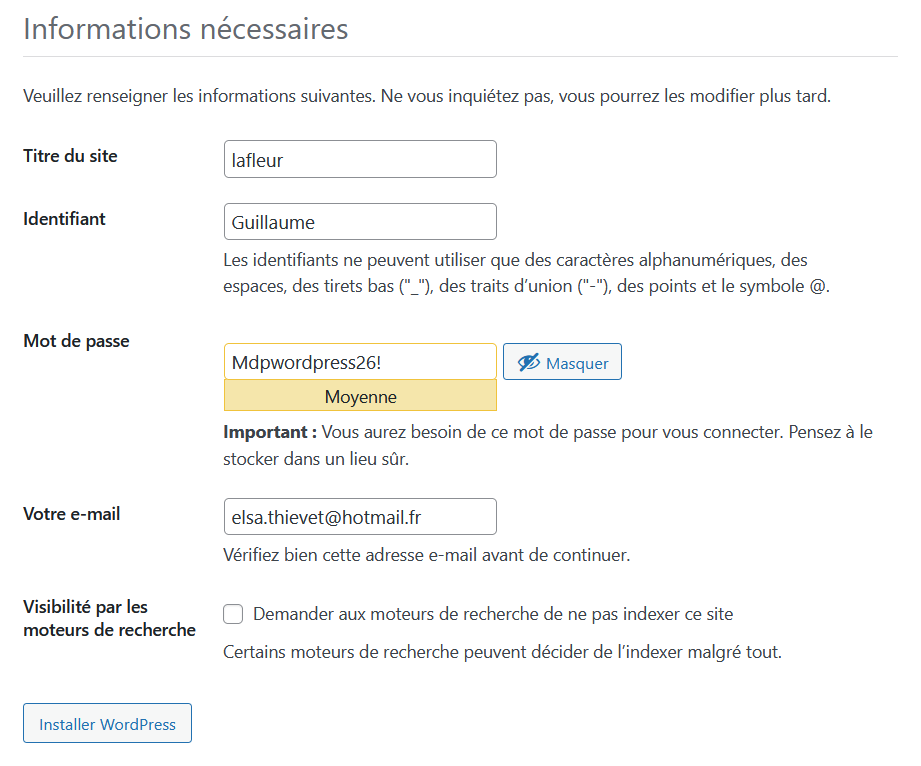 Informations nécessaires
Veuillez renseigner les informations suivantes. Ne vous inquiétez pas, vous pourrez les modifier plus tard.
Titre du site
lafleur
Identifiant
Guillaume
Les identifiants ne peuvent utiliser que des caractères alphanumériques, des
espaces, des tirets bas ("_"), des traits d’union ("-"), des points et le symbole @.
Mot de passe
Mdpwordpress26!
Masquer
Moyenne
Important : Vous aurez besoin de ce mot de passe pour vous connecter. Pensez à le
stocker dans un lieu sûr.
Votre e-mail
elsa.thievet@hotmail.fr
Vérifiez bien cette adresse e-mail avant de continuer.
Visibilité par les
moteurs de recherche
Demander aux moteurs de recherche de ne pas indexer ce site
Certains moteurs de recherche peuvent décider de l’indexer malgré tout.
Installer WordPress